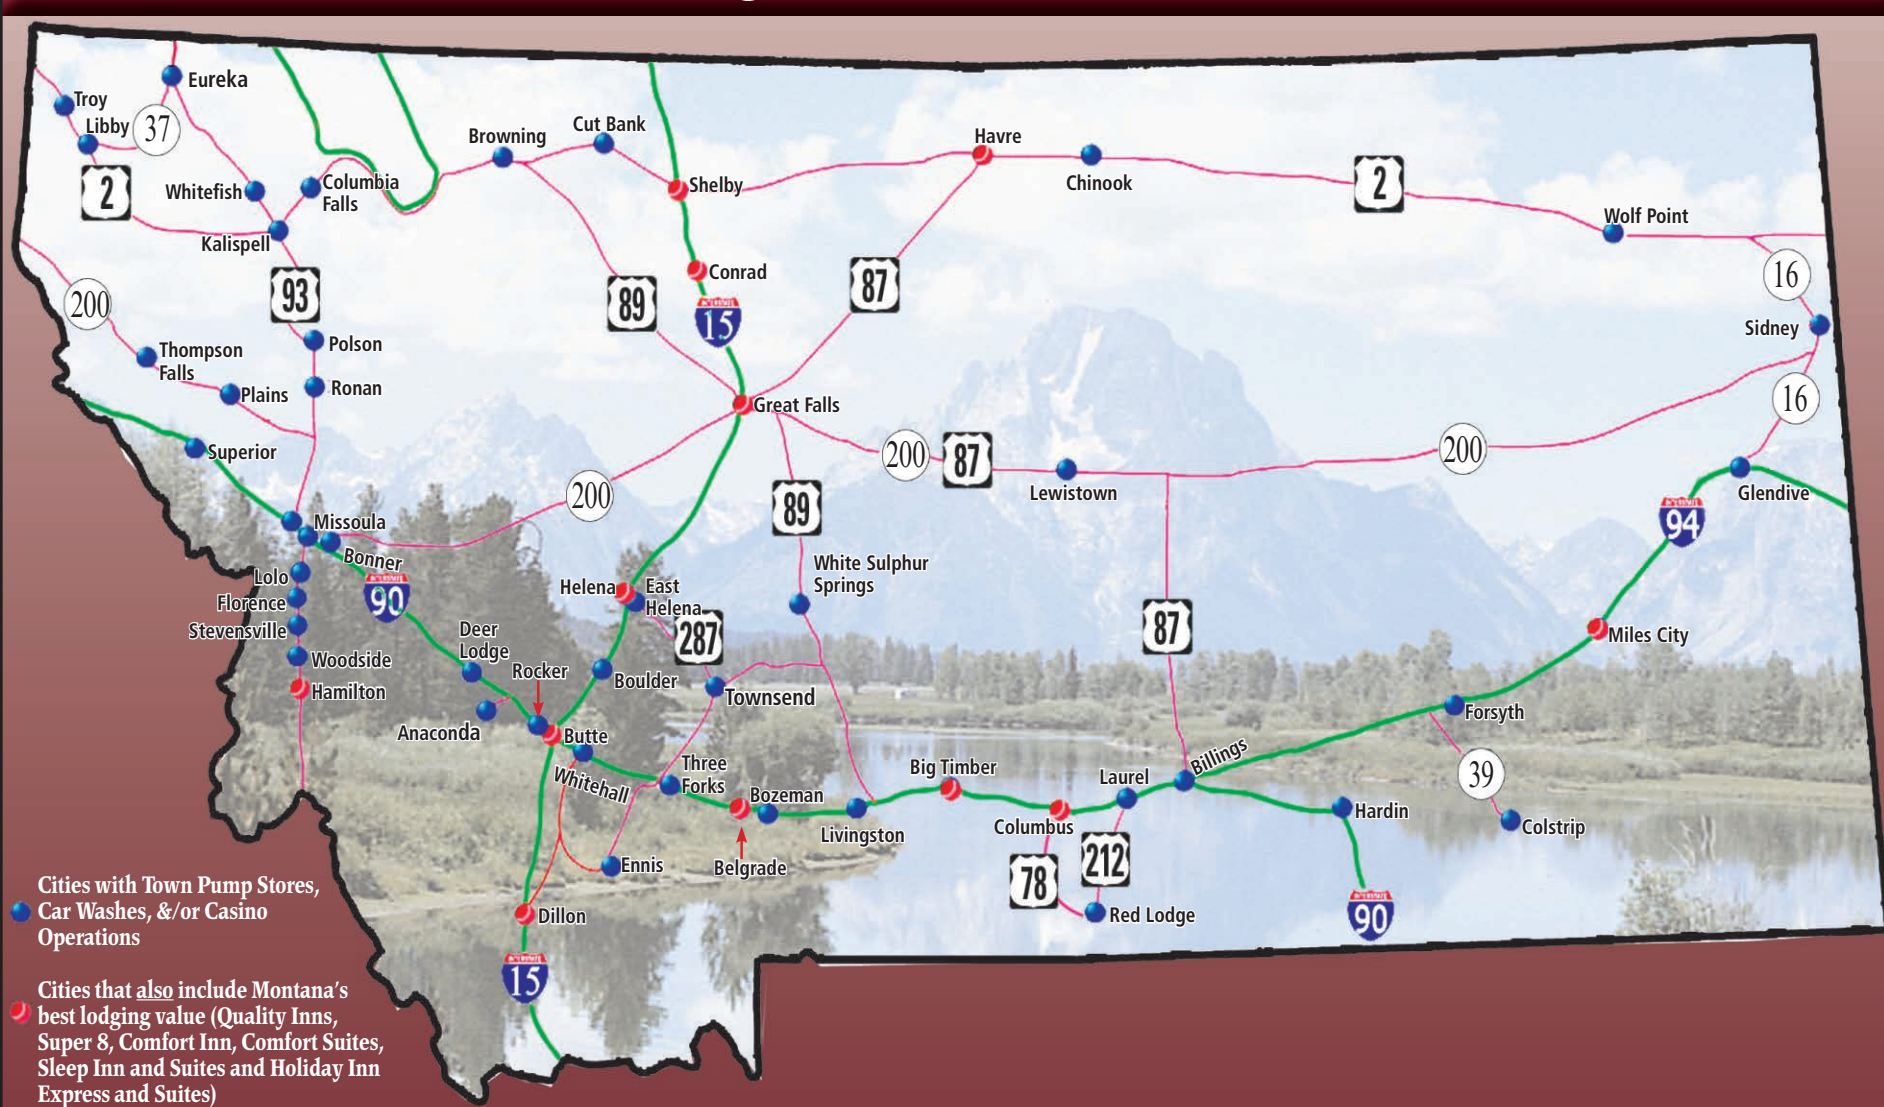 Eureka
Troy
Libby
37
2
Whitefish
Columbia
Falls
Kalispell
Browning
Cut Bank
Shelby
Havre
Chinook
2
Wolf Point
16
Sidney
16
200
93
Conrad
89
INTERSTATE
15
87
Thompson
Falls
Plains
Polson
Ronan
Superior
Great Falls
200
87
Lewistown
200
Glendive
INTERSTATE
94
200
89
Missoula
Bonner
Lolo
INTERSTATE
90
Florence
Stevensville
Woodside
Hamilton
Helena
East
Helena
287
White Sulphur
Springs
87
Miles City
Deer
Lodge
Rocker
Boulder
Townsend
Anaconda
Butte
Whitehall
Three
Forks
Bozeman
Belgrade
Livingston
Big Timber
Columbus
Laurel
Billings
Forsyth
39
Colstrip
Hardin
Ennis
Dillon
78
212
Red Lodge
INTERSTATE
90
INTERSTATE
15
Cities with Town Pump Stores,
Car Washes, &/or Casino
Operations
Cities that also include Montana's
best lodging value (Quality Inns,
Super 8, Comfort Inn, Comfort Suites,
Sleep Inn and Suites and Holiday Inn
Express and Suites)